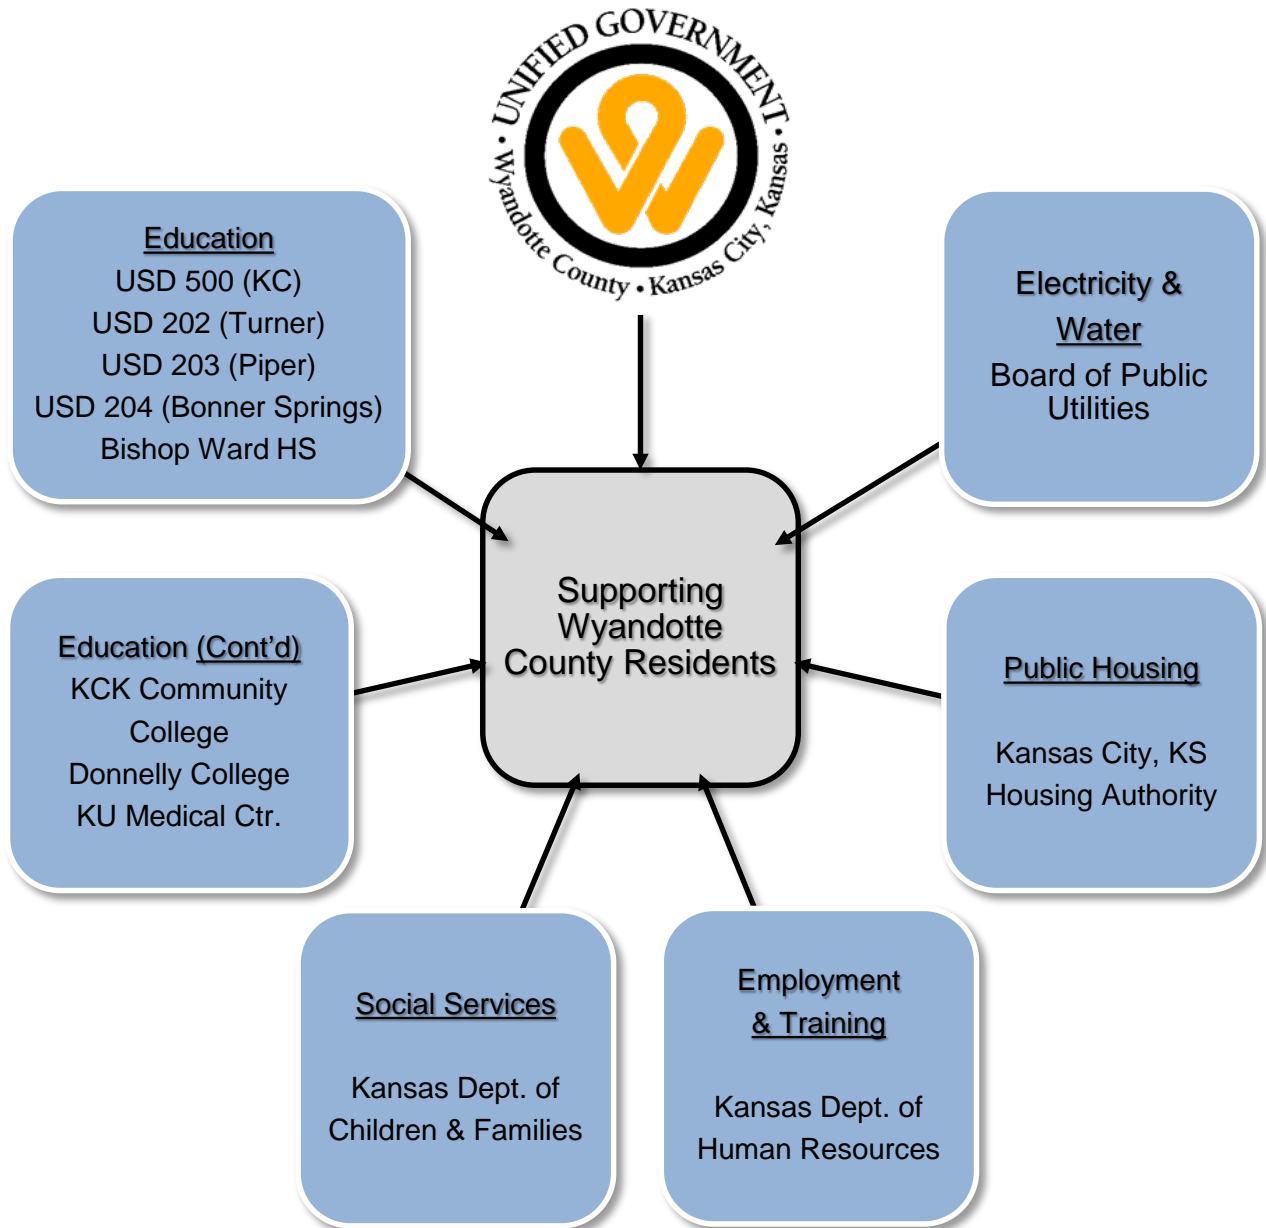 • UNIFIED GOVERNMENT •
Wyandotte County • Kansas City, Kansas
Education
USD 500 (KC)
USD 202 (Turner)
USD 203 (Piper)
USD 204 (Bonner Springs)
Bishop Ward HS
Electricity &
Water
Board of Public
Utilities
Supporting
Wyandotte
County Residents
Education (Cont’d)
KCK Community
College
Donnelly College
KU Medical Ctr.
Public Housing
Kansas City, KS
Housing Authority
Social Services
Kansas Dept. of
Children & Families
Employment
& Training
Kansas Dept. of
Human Resources